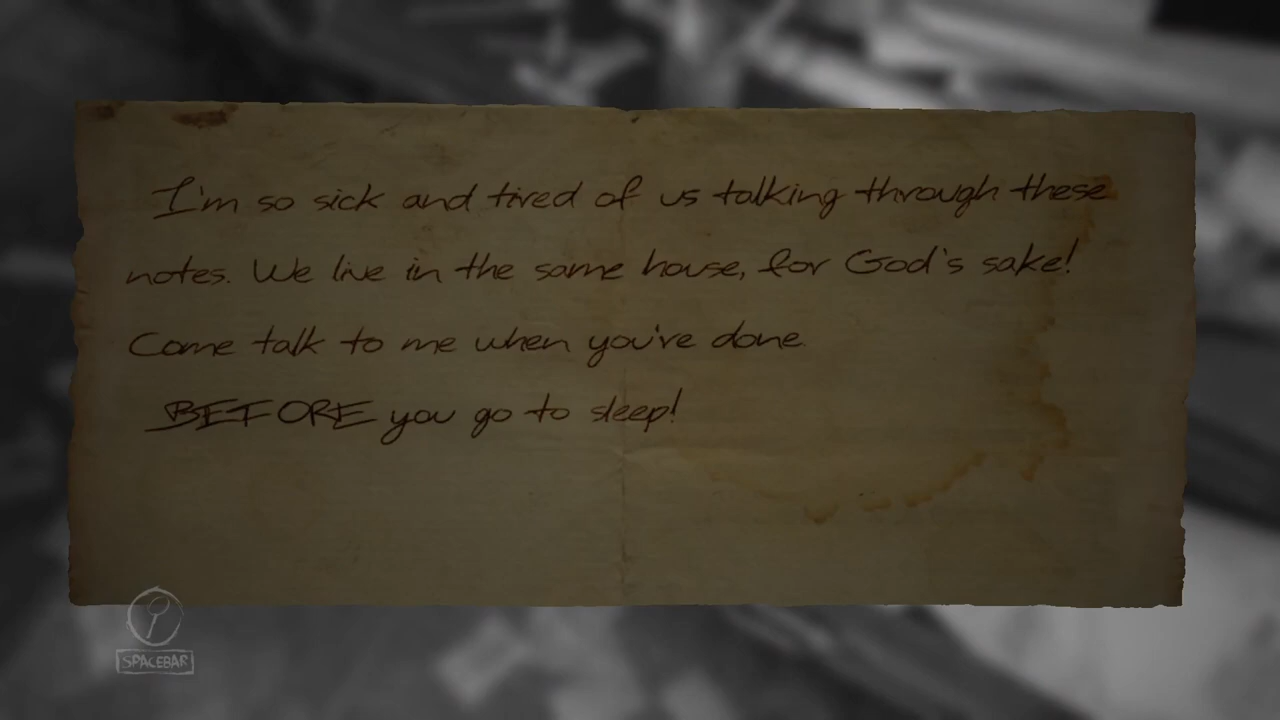 I'm so sick and tired of us talking through these
notes. We live in the same house, for God's sake!
Come talk to me when you're done.
BEFORE you go to sleep!
SPACEBAR